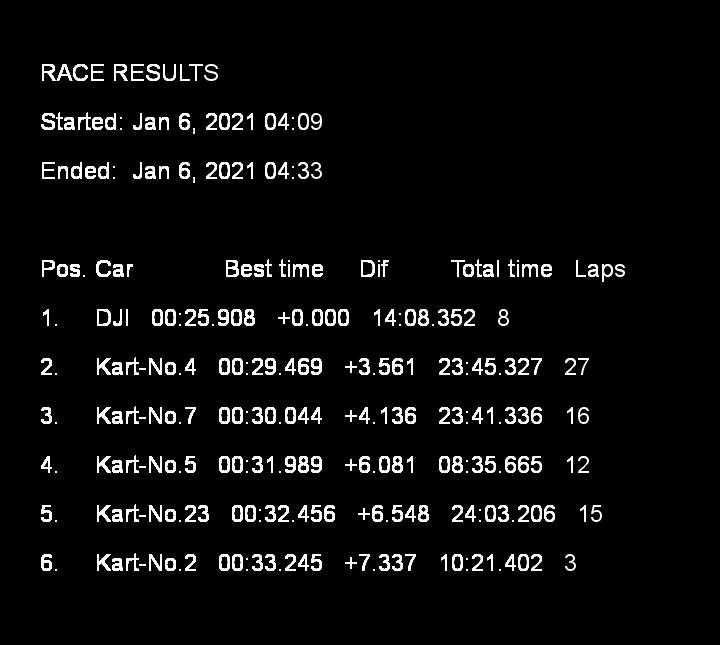 RACE RESULTS
Started: Jan 6, 2021 04:09
Ended: Jan 6, 2021 04:33
Pos. Car Best time Dif Total time Laps
1. DJI 00:25.908 +0.000 14:08.352 8
2. Kart-No.4 00:29.469 +3.561 23:45.327 27
3. Kart-No.7 00:30.044 +4.136 23:41.336 16
4. Kart-No.5 00:31.989 +6.081 08:35.665 12
5. Kart-No.23 00:32.456 +6.548 24:03.206 15
6. Kart-No.2 00:33.245 +7.337 10:21.402 3